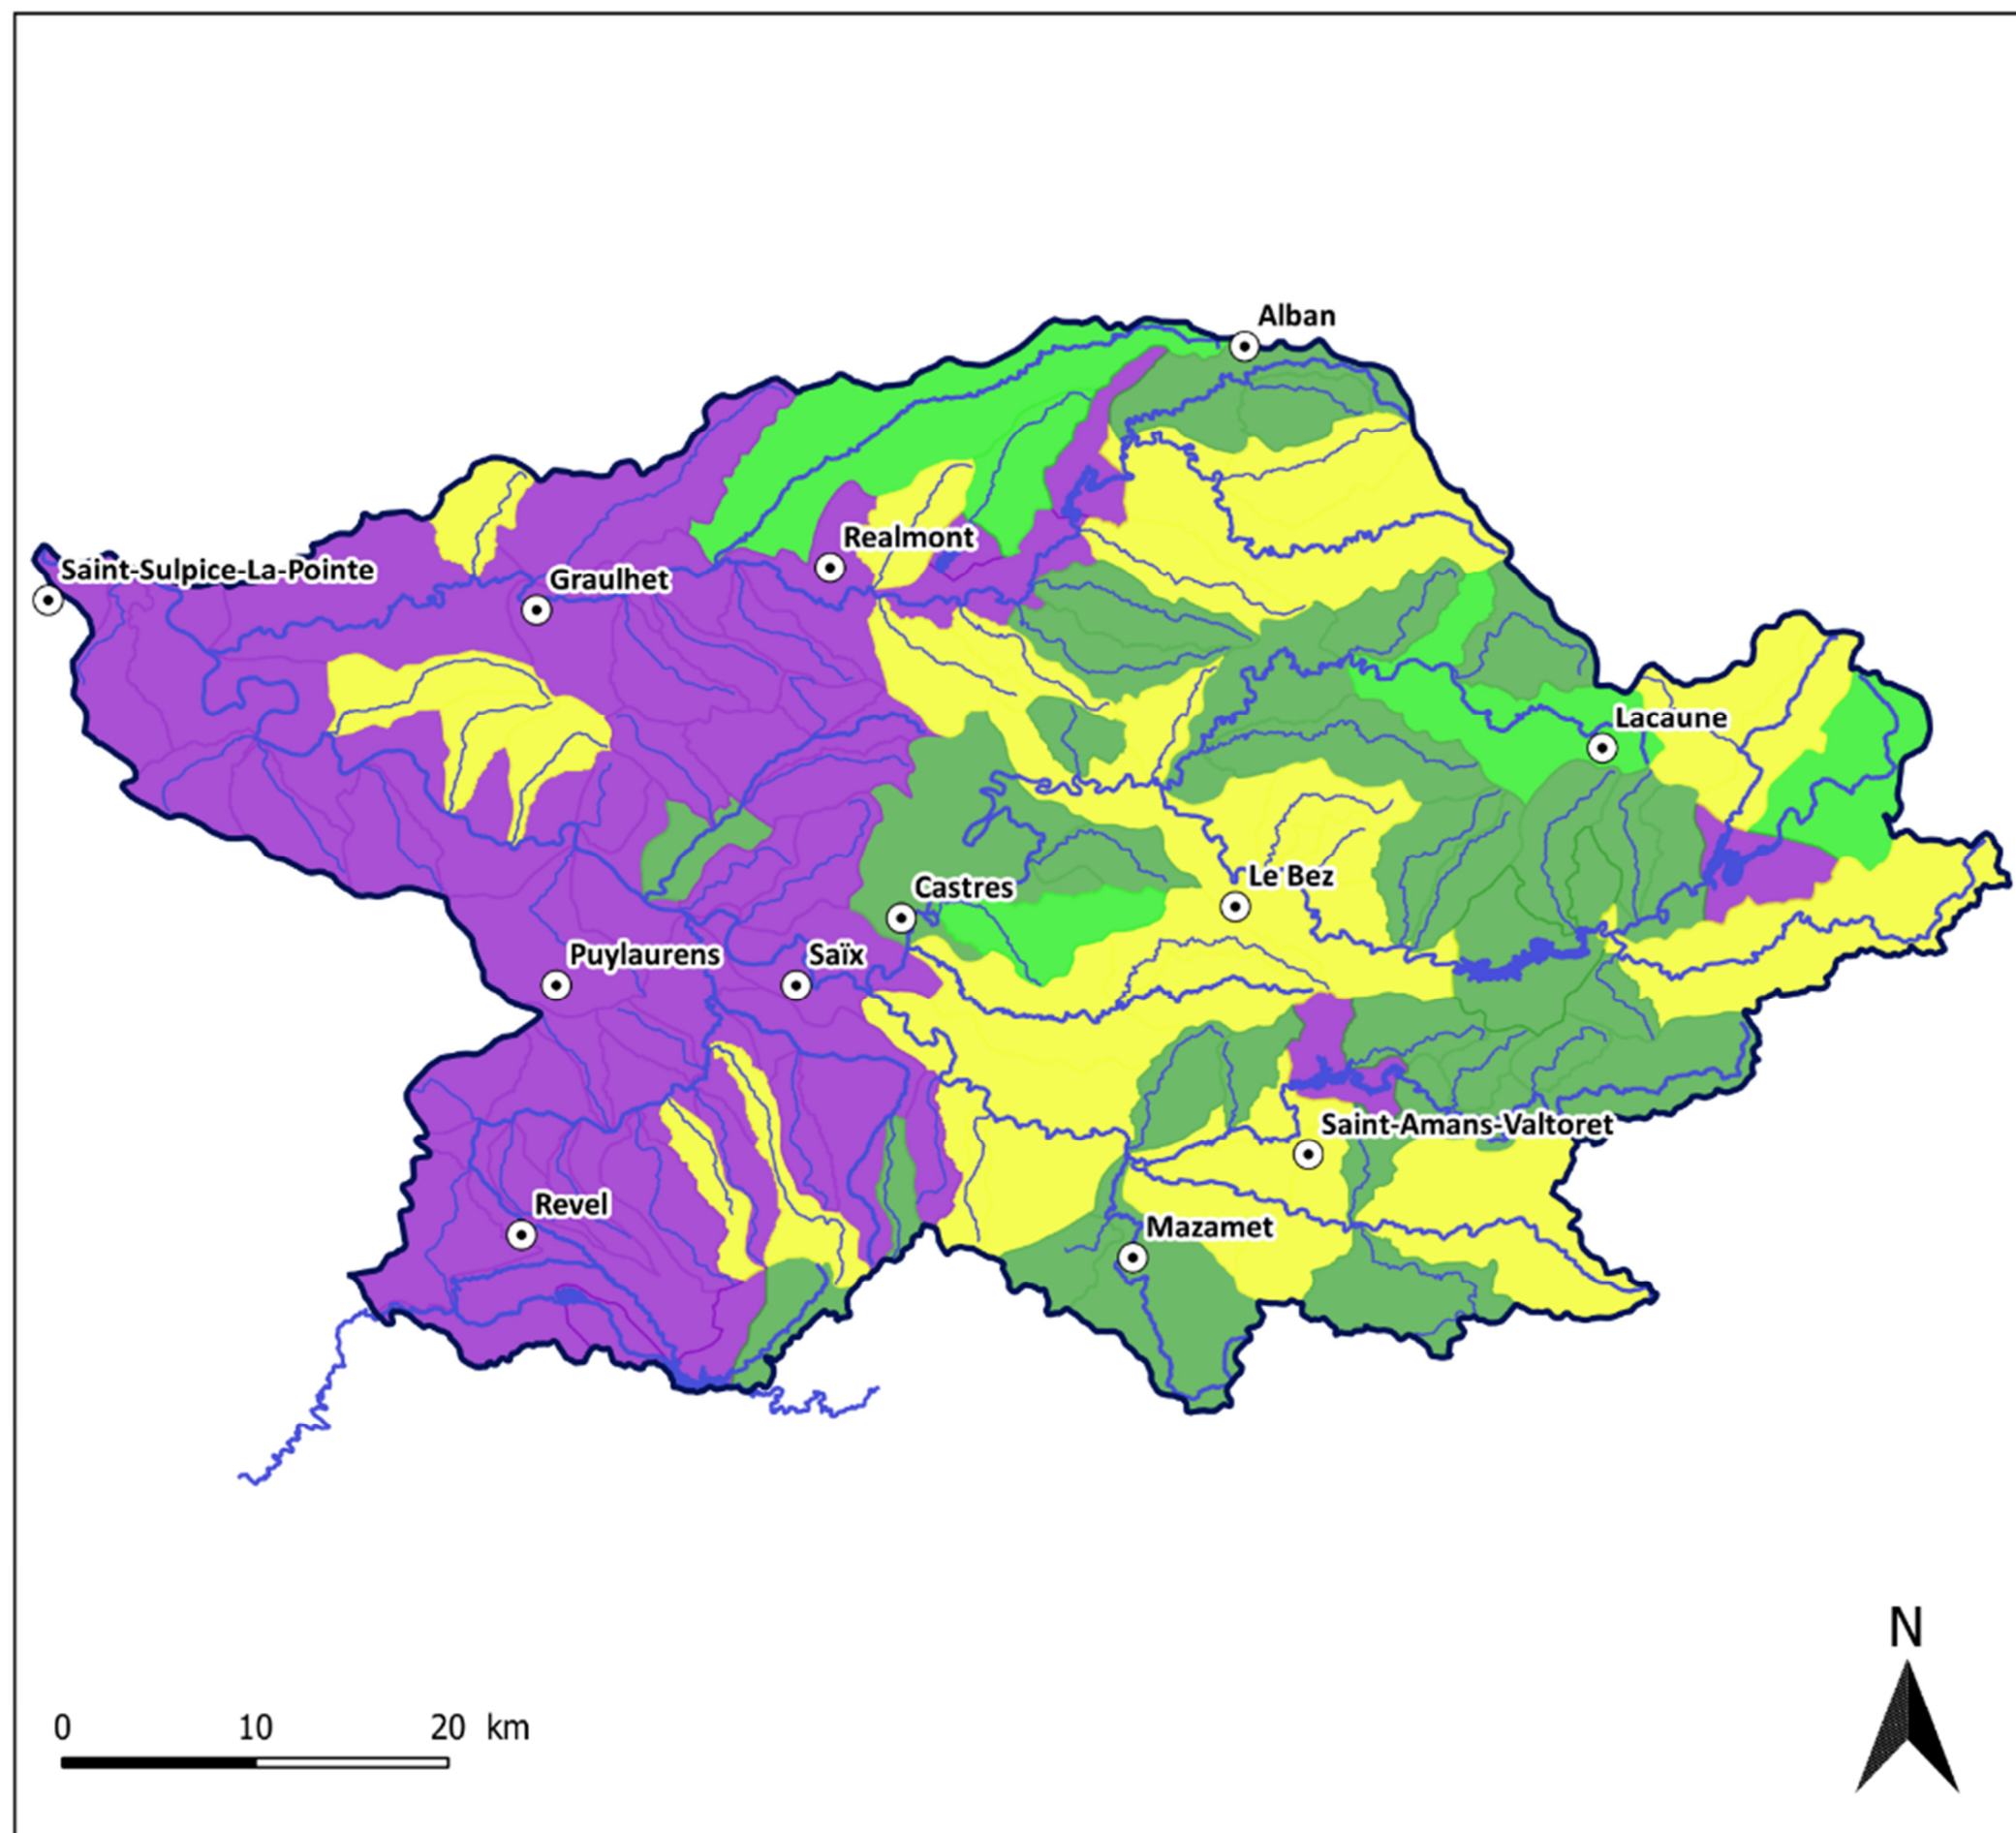 Alban
Realmont
Saint-Sulpice-La-Pointe
Graulhet
Lacaune
Le Bez
Castres
Puylaurens
Saïx
Saint-Amans-Valtoret
Revel
Mazamet
N
0 10 20 km